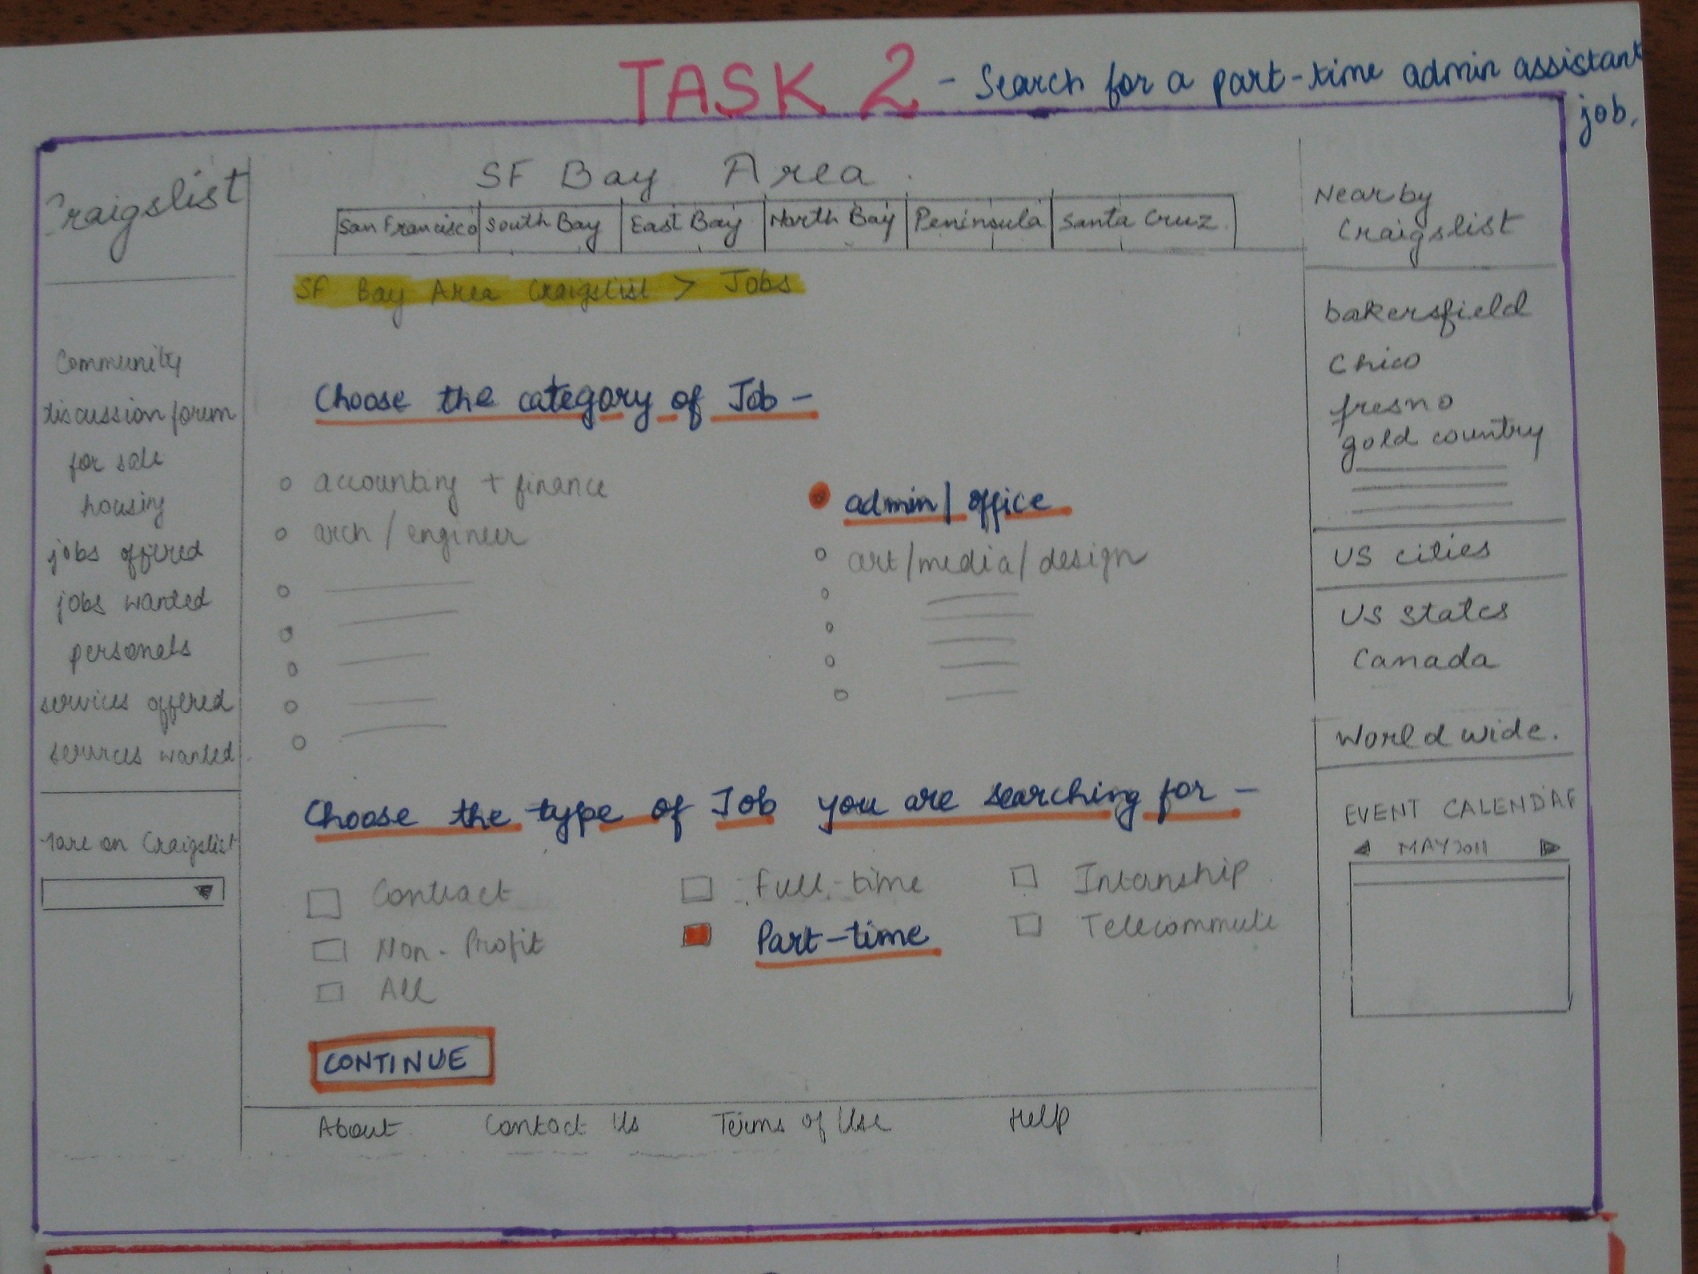 TASK 2 - Search for a part-time admin assistant
job.
Craigslist
SF Bay Area
San Francisco South Bay East Bay North Bay Peninsula Santa Cruz
SF Bay Area Craigslist > Jobs
Community
discussion forum
for sale
housing
jobs offered
jobs wanted
personals
services offered
services wanted
More on Craigslist
Choose the category of Job -
accounting + finance
arch / engineer
admin / office
art / media / design
Choose the type of Job you are searching for -
Contract
Non-Profit
All
Full-time
Part-time
Internship
Telecommute
CONTINUE
About Contact Us Terms of Use Help
Nearby
Craigslist
bakersfield
Chico
fresno
gold country
US cities
US states
Canada
World wide.
EVENT CALENDAR
MAY 2011